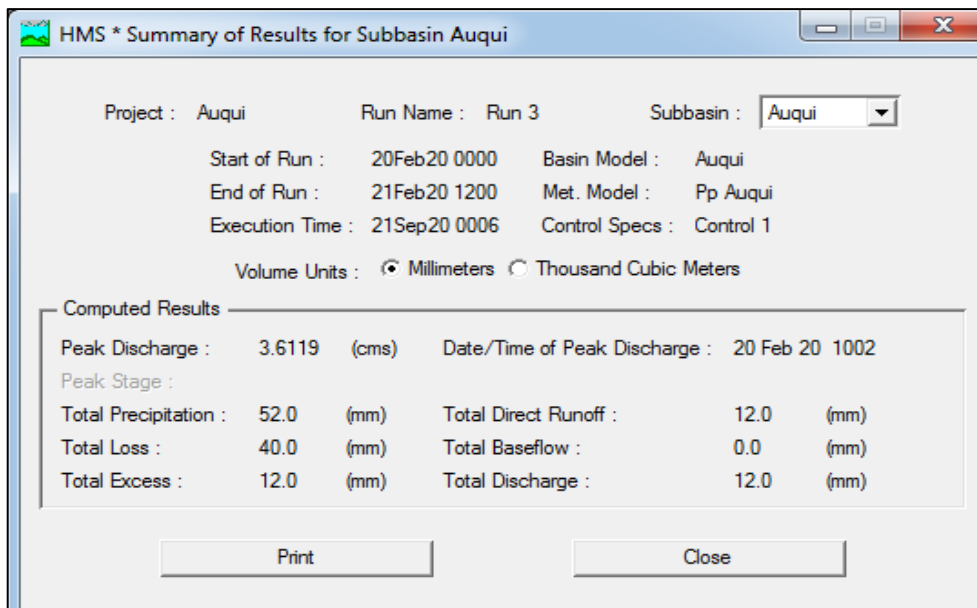 HMS * Summary of Results for Subbasin Auqui
Project : Auqui Run Name : Run 3 Subbasin : Auqui
Start of Run : 20Feb20 0000 Basin Model : Auqui
End of Run : 21Feb20 1200 Met. Model : Pp Auqui
Execution Time : 21Sep20 0006 Control Specs : Control 1
Volume Units : Millimeters Thousand Cubic Meters
Computed Results
Peak Discharge : 3.6119 (cms) Date/Time of Peak Discharge : 20 Feb 20 1002
Peak Stage :
Total Precipitation : 52.0 (mm) Total Direct Runoff : 12.0 (mm)
Total Loss : 40.0 (mm) Total Baseflow : 0.0 (mm)
Total Excess : 12.0 (mm) Total Discharge : 12.0 (mm)
Print Close